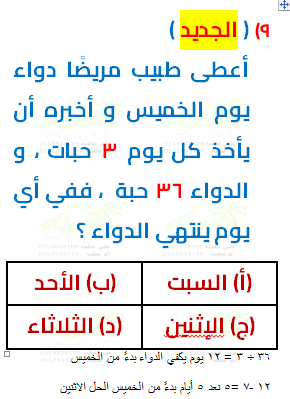 ٩) ( الجديد )
أعطى طبيب مريضًا دواء
يوم الخميس و أخبره أن
يأخذ كل يوم ٣ حبات ، و
الدواء ٣٦ حبة ، ففي أي
يوم ينتهي الدواء ؟
(أ) السبت (ب) الأحد
(ج) الإثنين (د) الثلاثاء
٣٦ ÷ ٣ = ١٢ يوم يكفي الدواء بدءً من الخميس
١٢ -٧ =٥ نعد ٥ أيام بدءً من الخميس الحل الاثنين